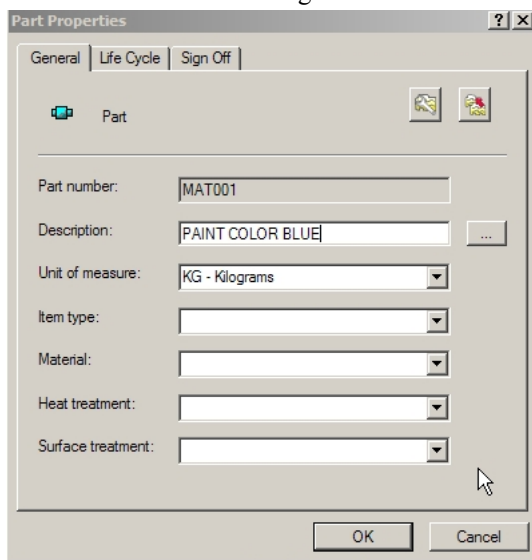 Part Properties
General Life Cycle Sign Off
Part
Part number: MAT001
Description: PAINT COLOR BLUE ...
Unit of measure: KG - Kilograms
Item type:
Material:
Heat treatment:
Surface treatment:
OK Cancel